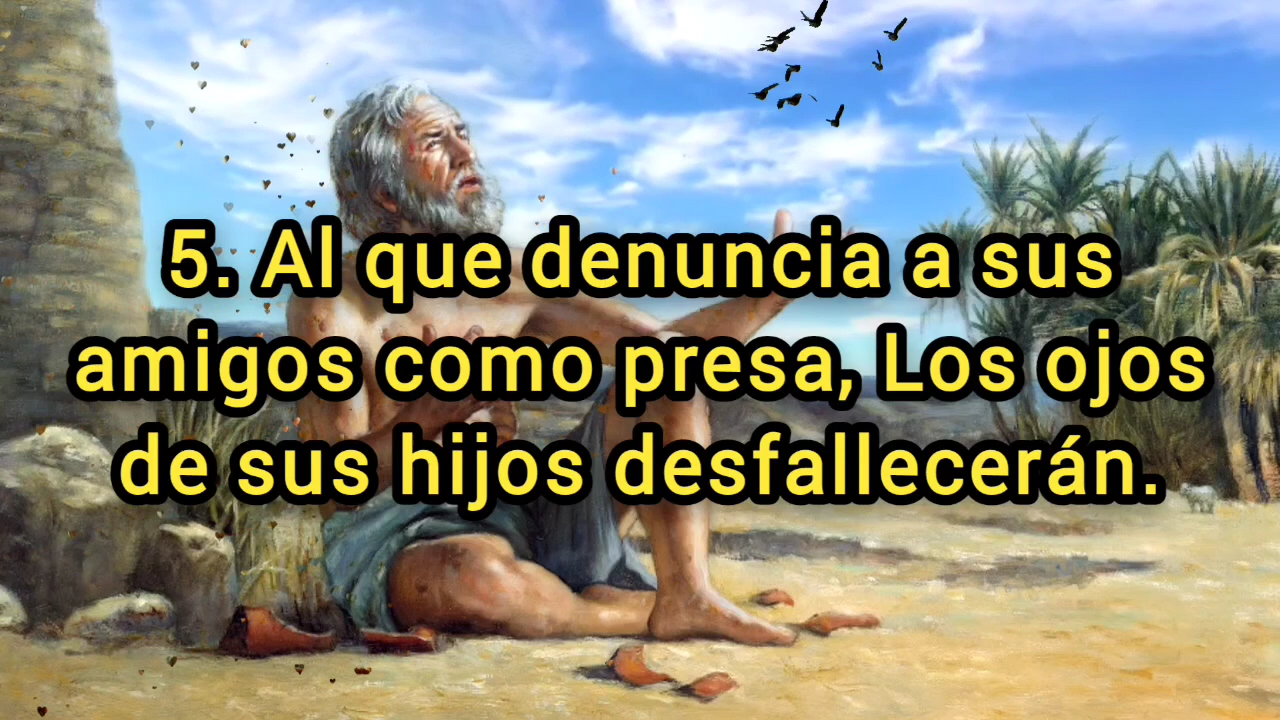 5. Al que denuncia a sus
amigos como presa, Los ojos
de sus hijos desfallecerán.